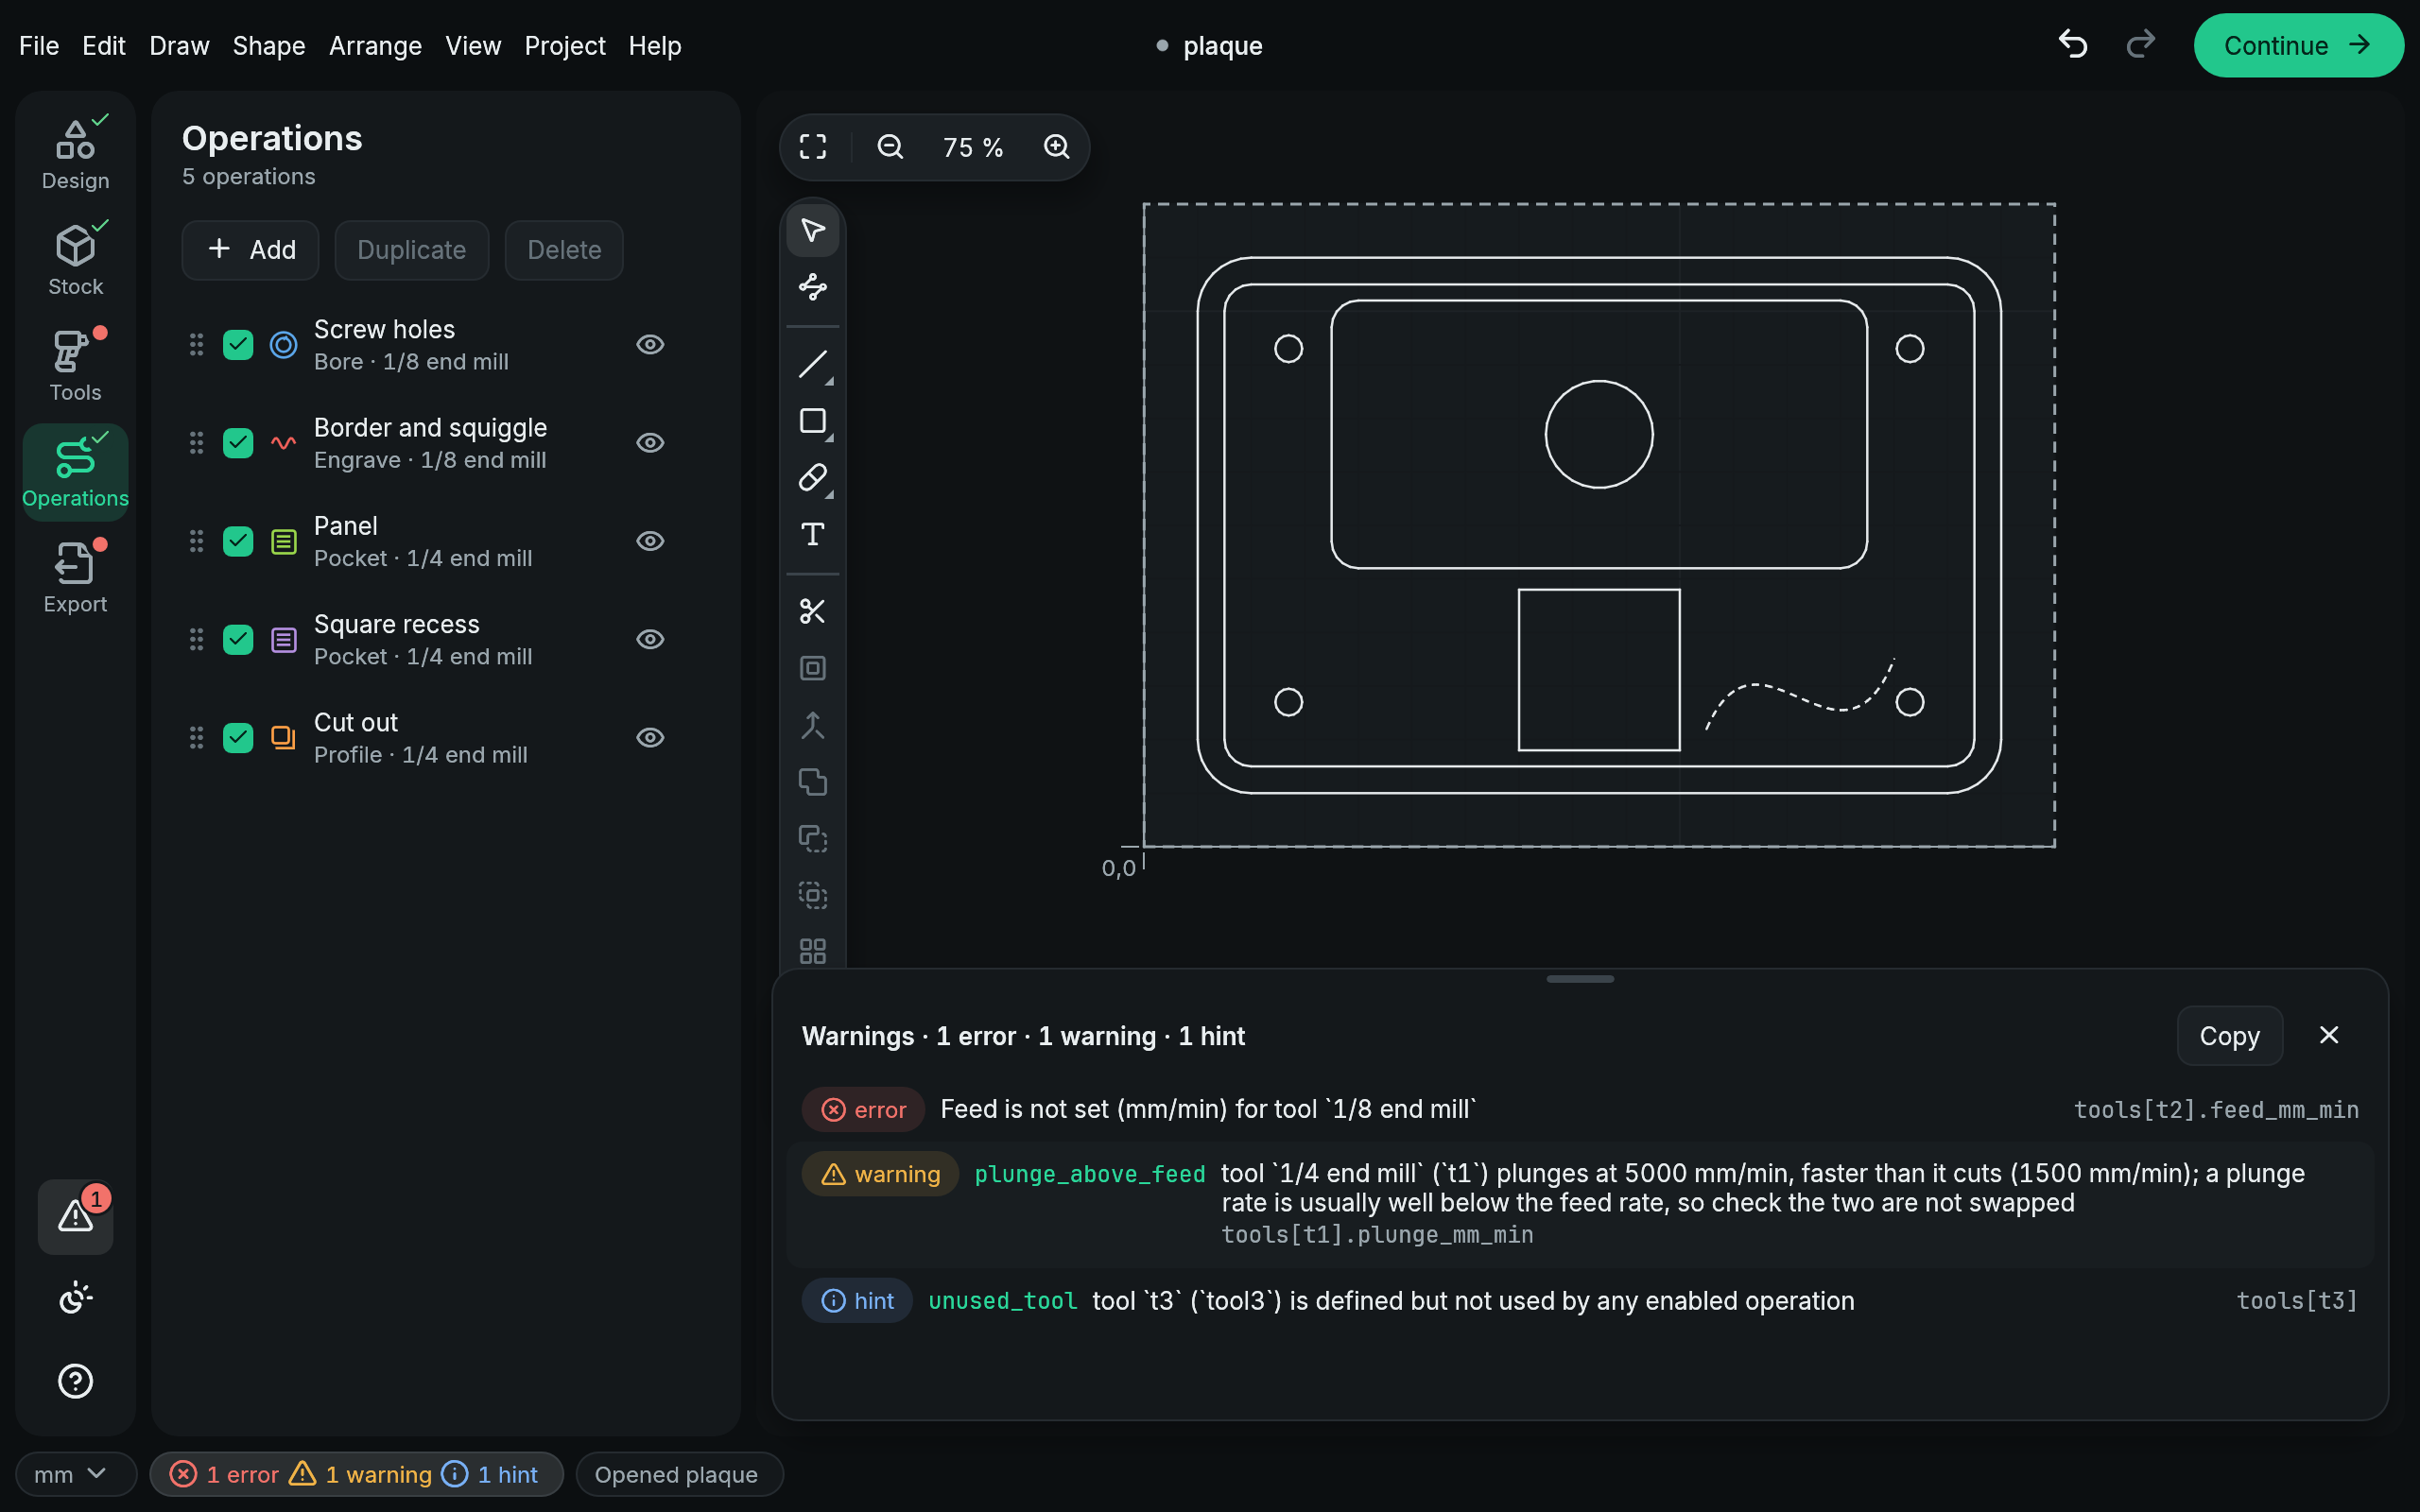 File Edit Draw Shape Arrange View Project Help
plaque
Continue
Design
Stock
Tools
Operations
Export
1
Operations
5 operations
Add Duplicate Delete
Screw holes
Bore · 1/8 end mill
Border and squiggle
Engrave · 1/8 end mill
Panel
Pocket · 1/4 end mill
Square recess
Pocket · 1/4 end mill
Cut out
Profile · 1/4 end mill
75 %
0,0
Warnings · 1 error · 1 warning · 1 hint
Copy
error Feed is not set (mm/min) for tool `1/8 end mill` tools[t2].feed_mm_min
warning plunge_above_feed tool `1/4 end mill` (`t1`) plunges at 5000 mm/min, faster than it cuts (1500 mm/min); a plunge
rate is usually well below the feed rate, so check the two are not swapped
tools[t1].plunge_mm_min
hint unused_tool tool `t3` (`tool3`) is defined but not used by any enabled operation tools[t3]
mm 1 error 1 warning 1 hint Opened plaque